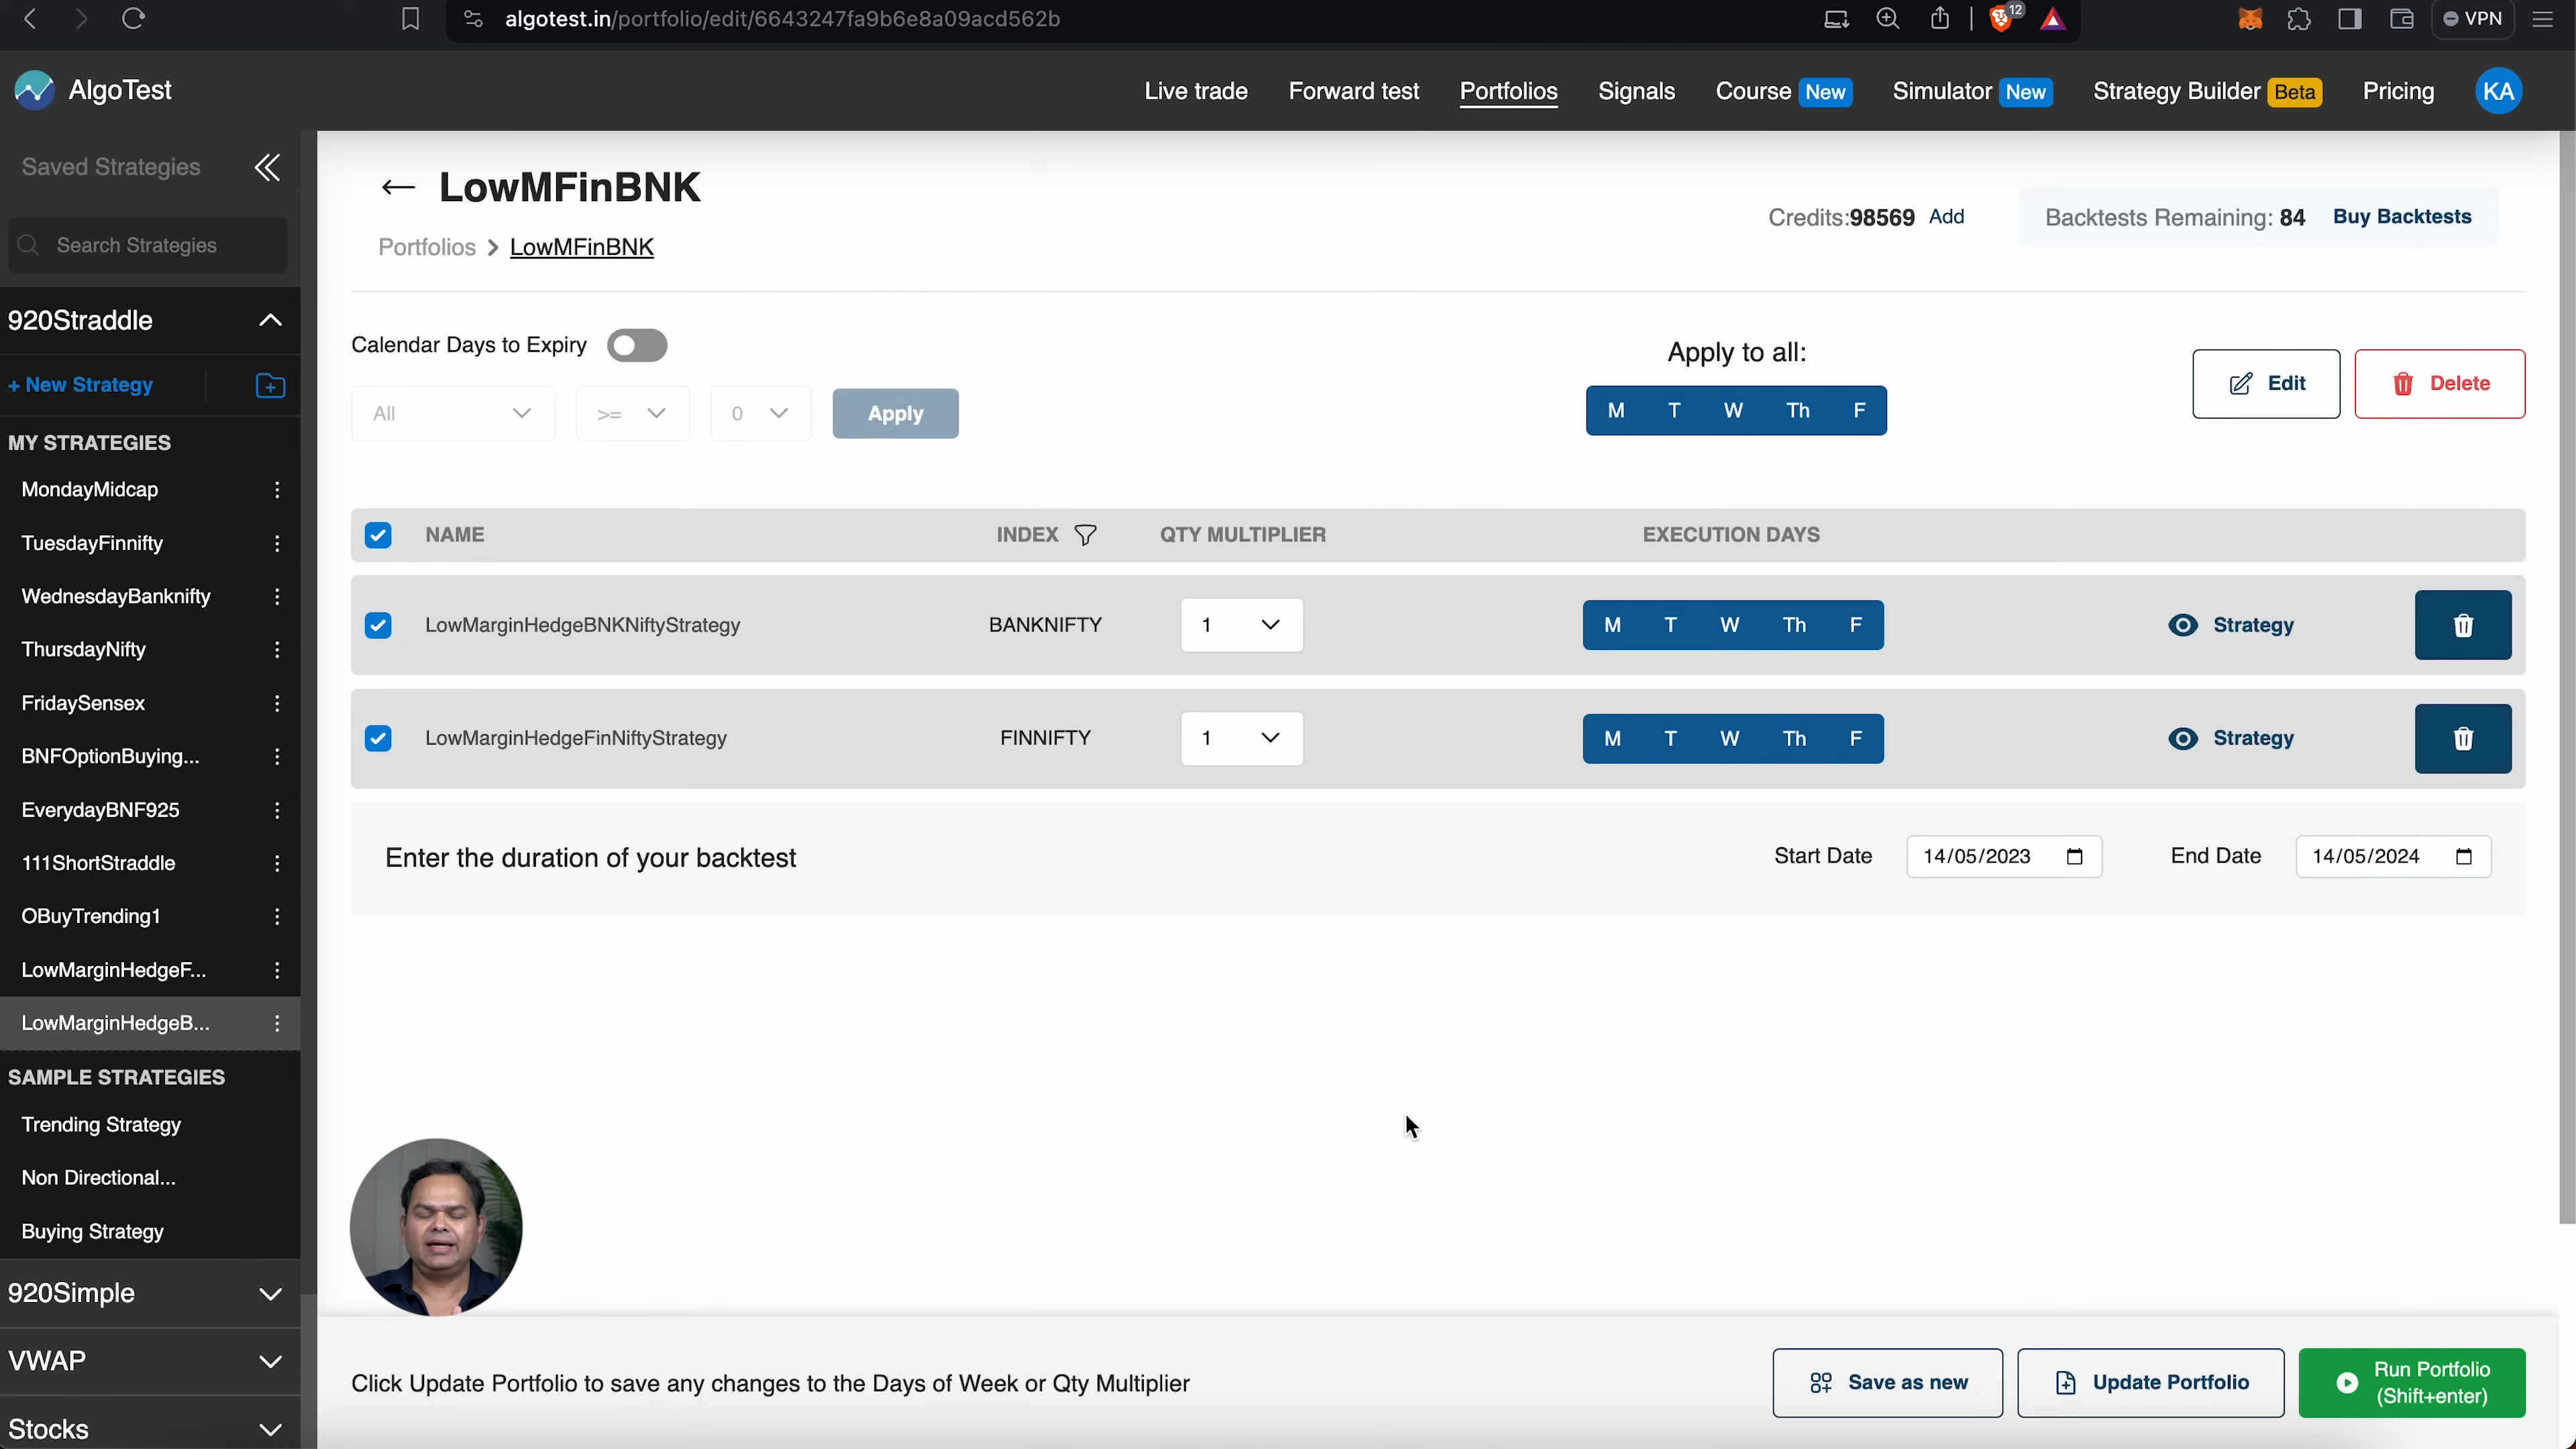 algotest.in/portfolio/edit/6643247fa9b6e8a09acd562b
12
VPN
AlgoTest
Live trade
Forward test
Portfolios
Signals
Course New
Simulator New
Strategy Builder Beta
Pricing
KA
Saved Strategies
Search Strategies
920Straddle
+ New Strategy
MY STRATEGIES
MondayMidcap
TuesdayFinnifty
WednesdayBanknifty
ThursdayNifty
FridaySensex
BNFOptionBuying...
EverydayBNF925
111ShortStraddle
OBuyTrending1
LowMarginHedgeF...
LowMarginHedgeB...
SAMPLE STRATEGIES
Trending Strategy
Non Directional...
Buying Strategy
920Simple
VWAP
Stocks
LowMFinBNK
Portfolios > LowMFinBNK
Credits:98569 Add
Backtests Remaining: 84 Buy Backtests
Calendar Days to Expiry
All >= 0 Apply
Apply to all:
M T W Th F
Edit
Delete
NAME INDEX QTY MULTIPLIER EXECUTION DAYS
LowMarginHedgeBNKNiftyStrategy BANKNIFTY 1 M T W Th F Strategy
LowMarginHedgeFinNiftyStrategy FINNIFTY 1 M T W Th F Strategy
Enter the duration of your backtest Start Date 14/05/2023 End Date 14/05/2024
Click Update Portfolio to save any changes to the Days of Week or Qty Multiplier
Save as new
Update Portfolio
Run Portfolio
(Shift+enter)